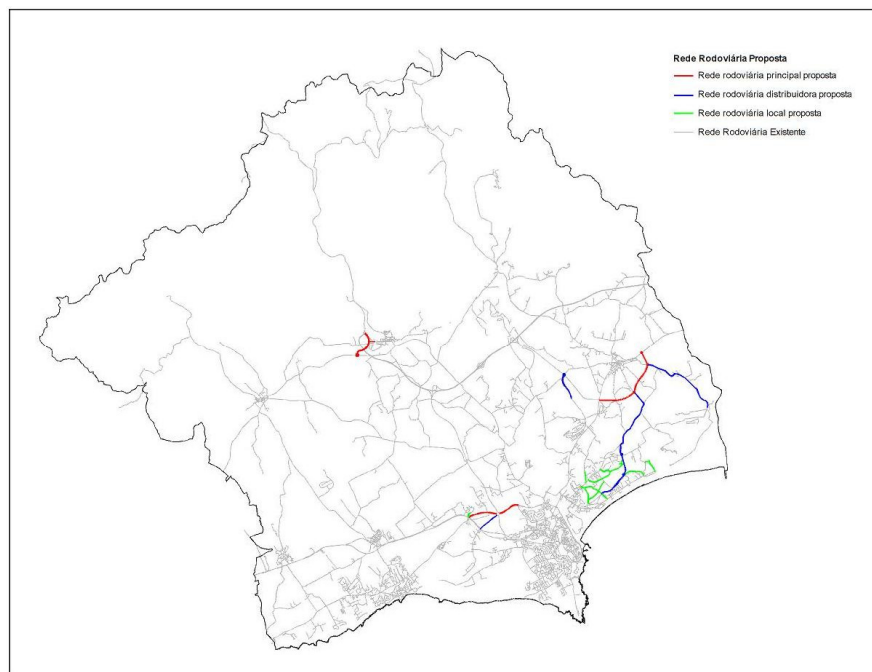 Rede Rodoviária Proposta
Rede rodoviária principal proposta
Rede rodoviária distribuidora proposta
Rede rodoviária local proposta
Rede Rodoviária Existente